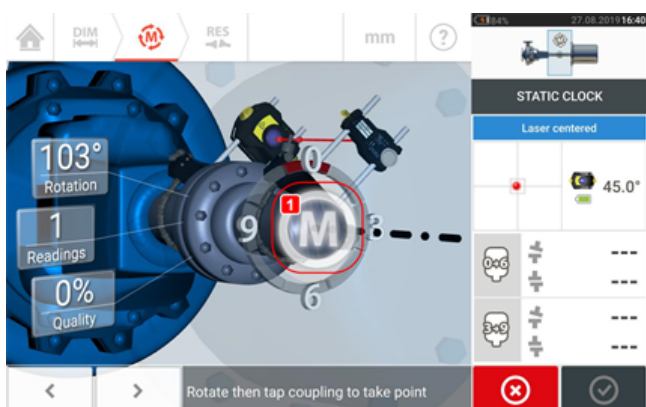 DIM
M
RES
mm
?
84%
27.08.2019 16:40
STATIC CLOCK
Laser centered
45.0°
103°
Rotation
1
Readings
0%
Quality
0
3
6
9
1
M
0+6
---
---
3+9
---
---
Rotate then tap coupling to take point